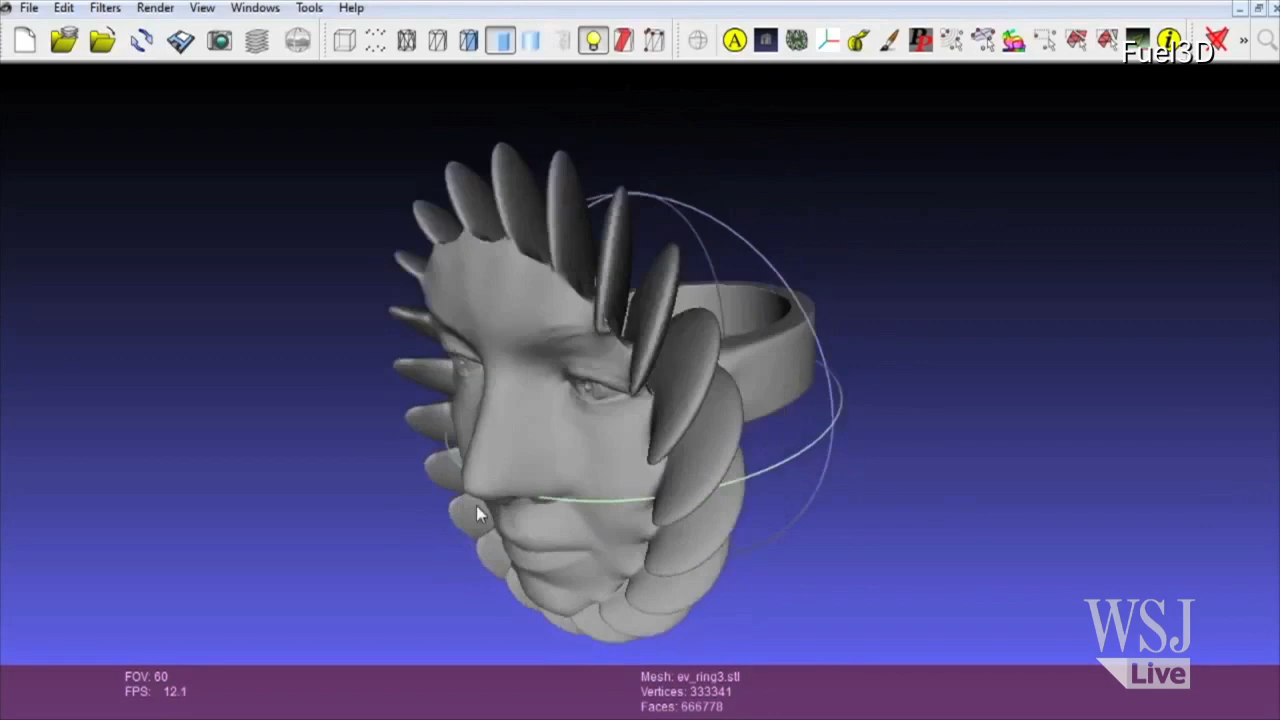 File Edit Filters Render View Windows Tools Help
A
»
Fuel3D
FOV: 60
FPS: 12.1
Mesh: ev_ring3.stl
Vertices: 333341
Faces: 666778
WSJ
Live